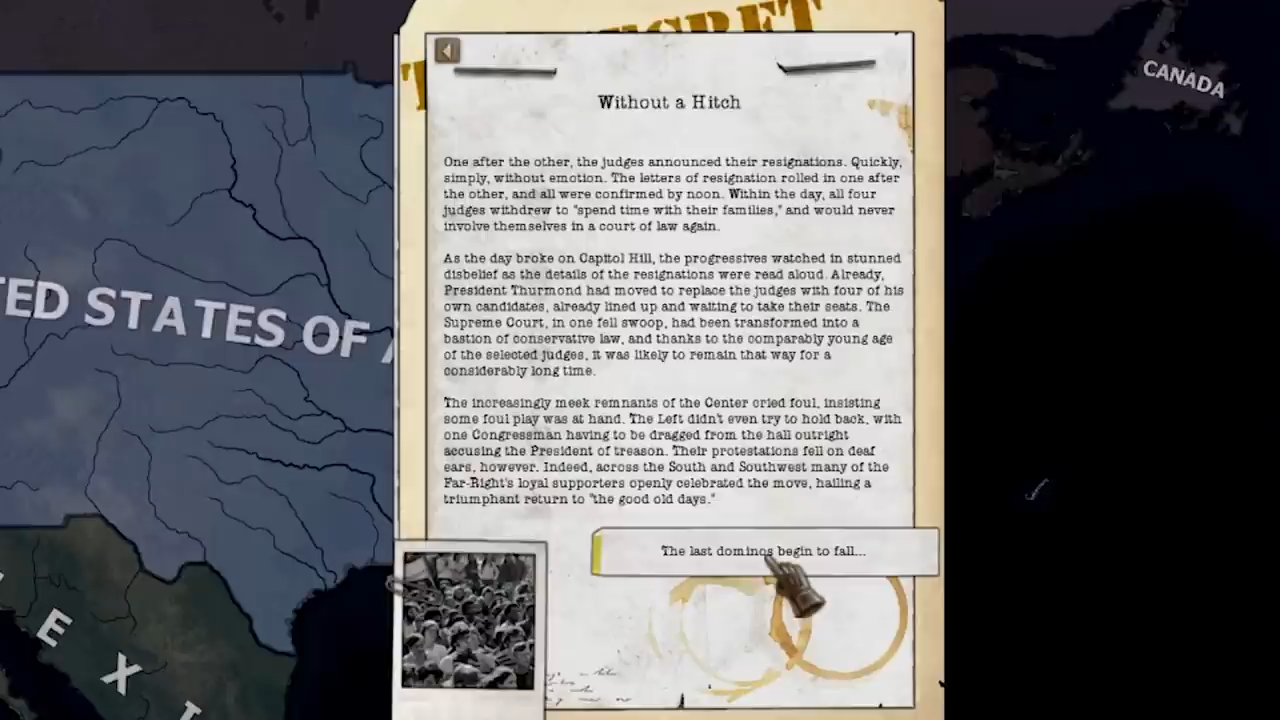 SECRET
CANADA
Without a Hitch
One after the other, the judges announced their resignations. Quickly,
simply, without emotion. The letters of resignation rolled in one after
the other, and all were confirmed by noon. Within the day, all four
judges withdrew to "spend time with their families," and would never
involve themselves in a court of law again.
As the day broke on Capitol Hill, the progressives watched in stunned
disbelief as the details of the resignations were read aloud. Already,
President Thurmond had moved to replace the judges with four of his
own candidates, already lined up and waiting to take their seats. The
Supreme Court, in one fell swoop, had been transformed into a
bastion of conservative law, and thanks to the comparably young age
of the selected judges, it was likely to remain that way for a
considerably long time.
TED STATES OF A
The increasingly meek remnants of the Center cried foul, insisting
some foul play was at hand. The Left didn't even try to hold back, with
one Congressman having to be dragged from the hall outright
accusing the President of treason. Their protestations fell on deaf
ears, however. Indeed, across the South and Southwest many of the
Far-Right's loyal supporters openly celebrated the move, hailing a
triumphant return to "the good old days."
The last dominos begin to fall...
E X I